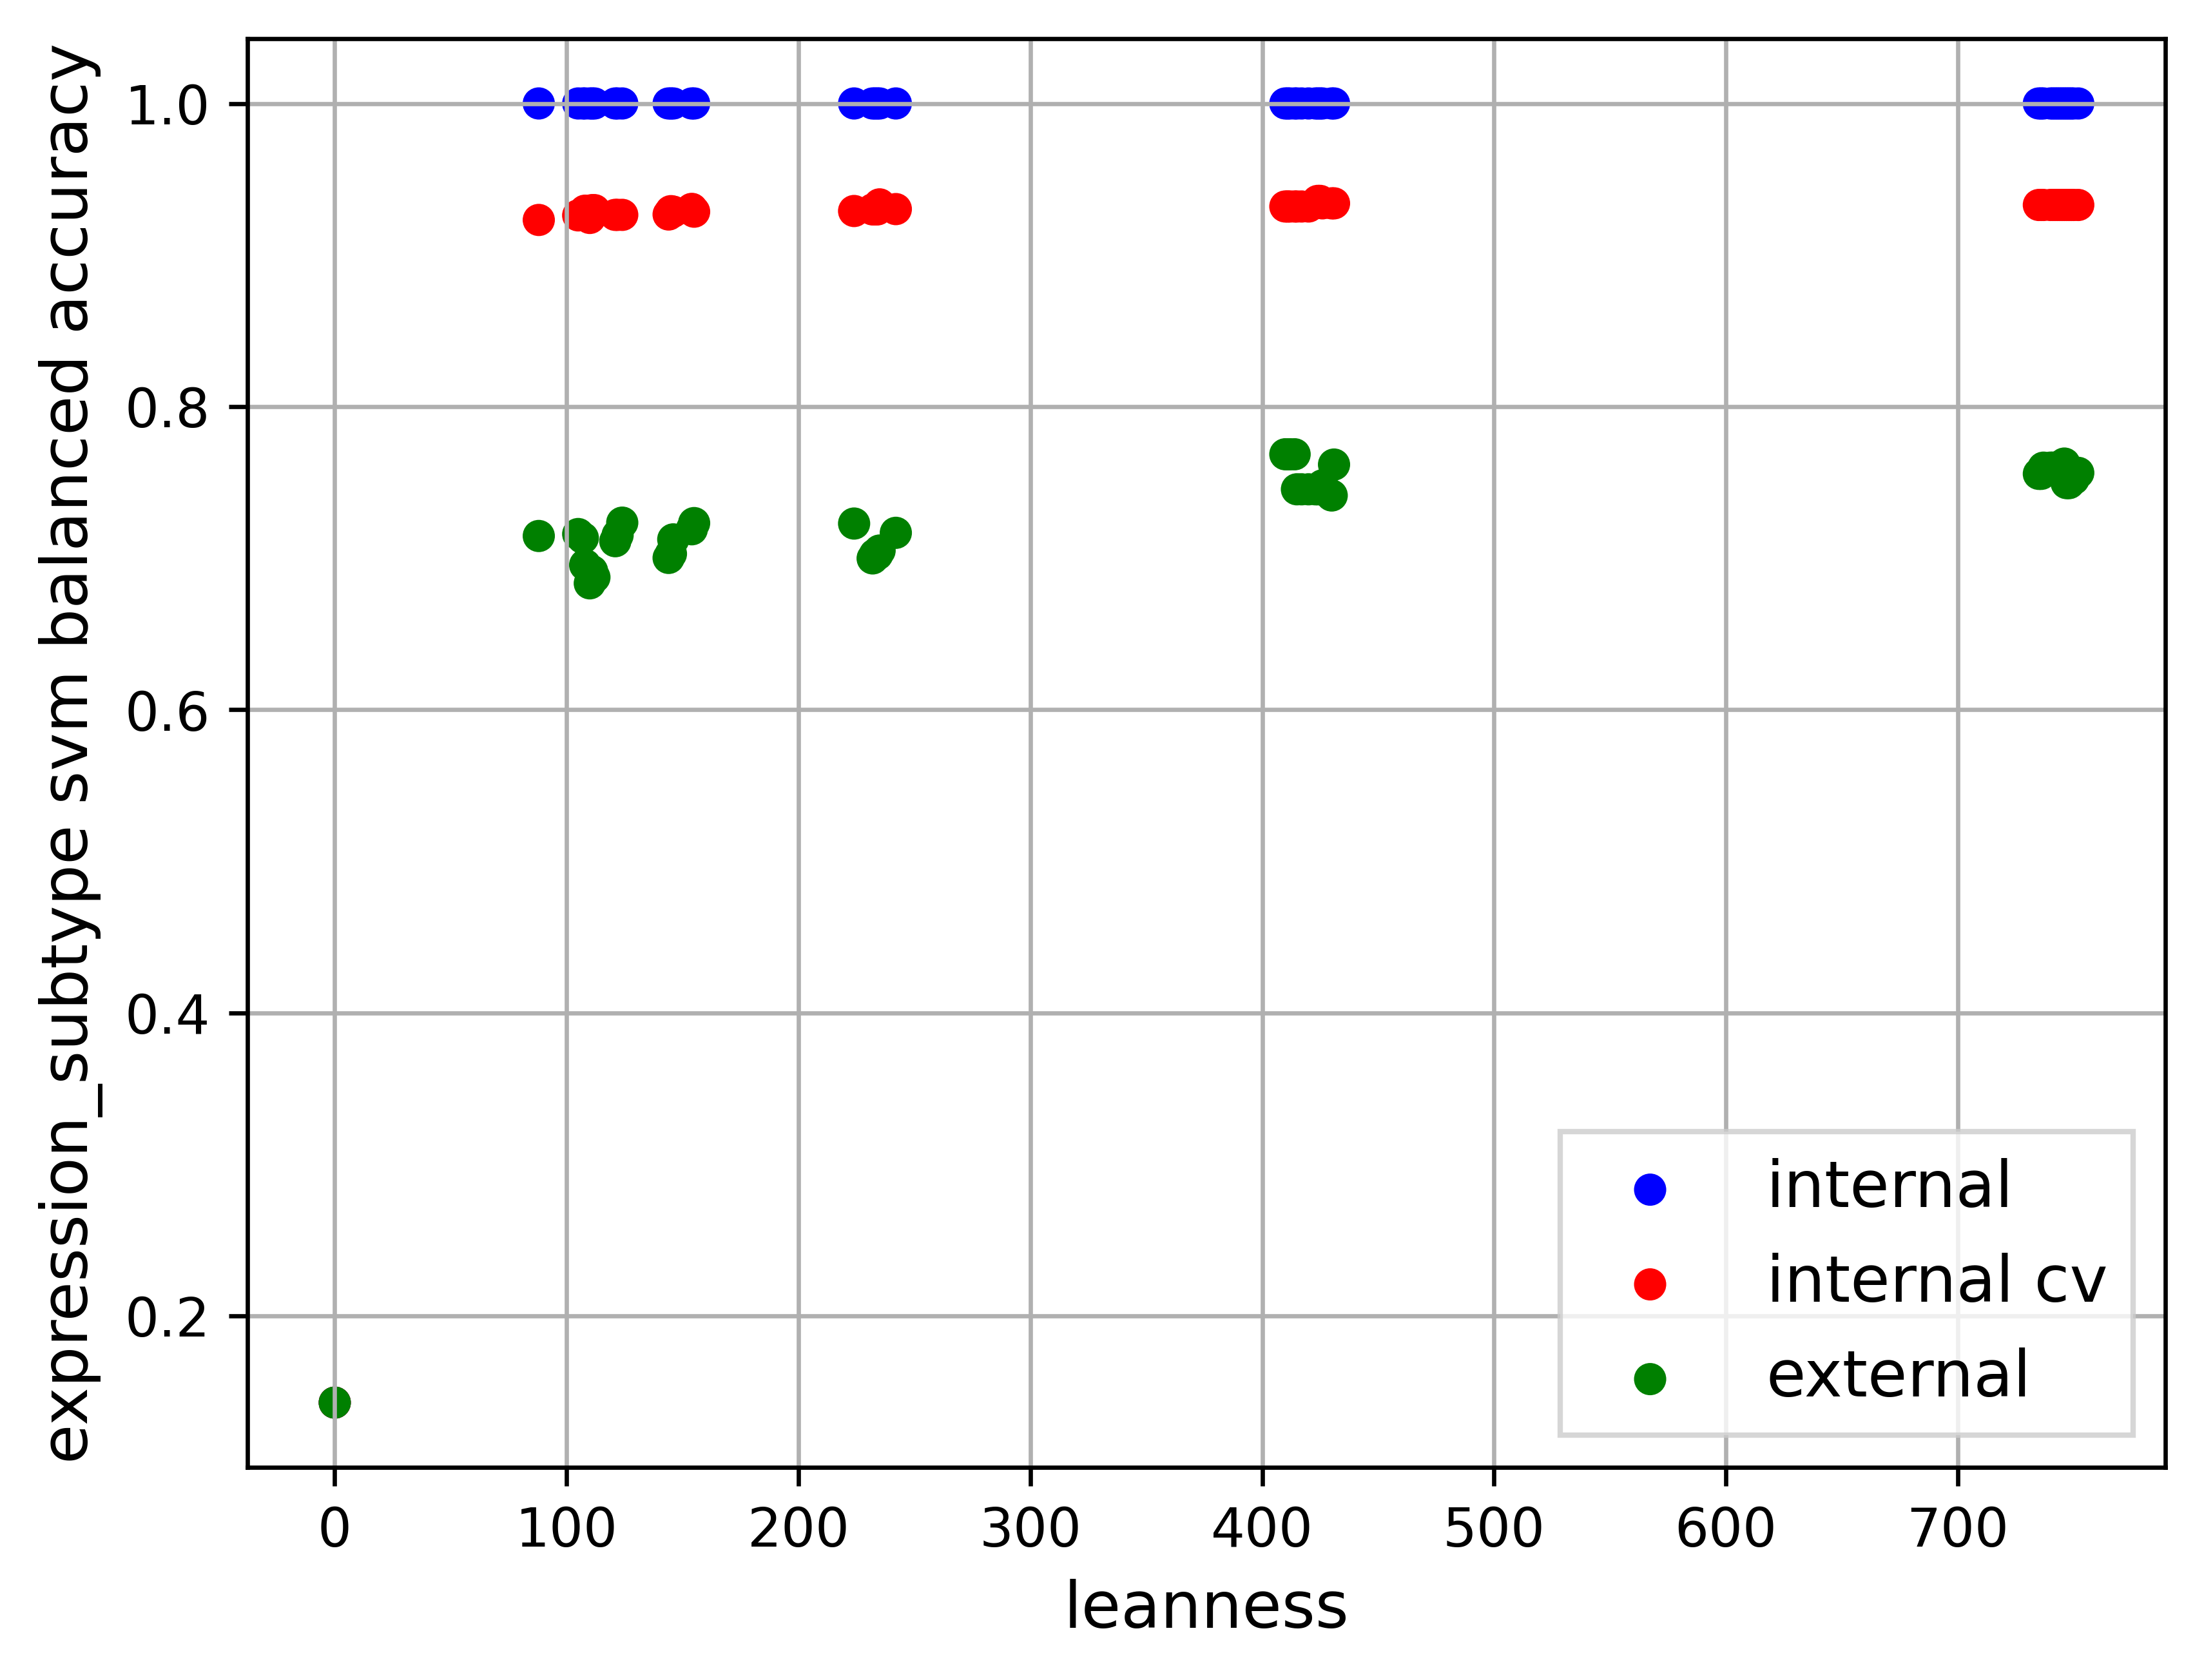 expression_subtype svm balanced accuracy
1.0
0.8
0.6
0.4
0.2
0 100 200 300 400 500 600 700
leanness
internal
internal cv
external